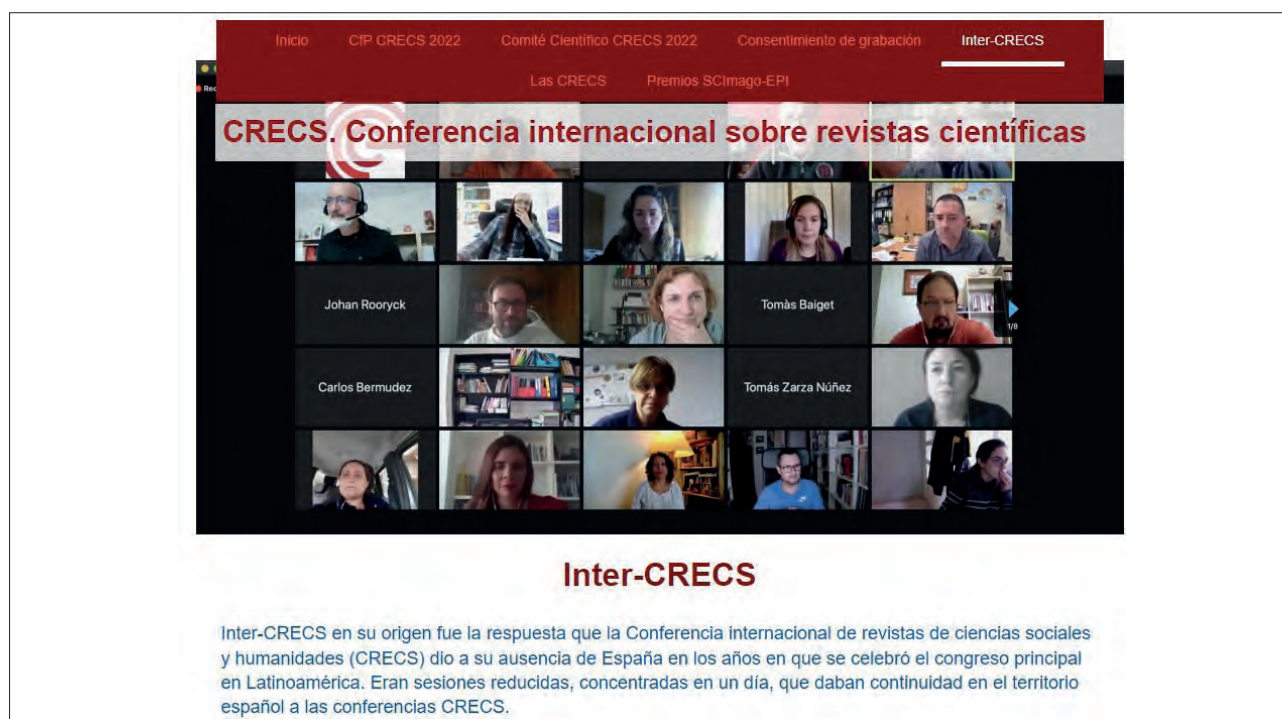 Inicio CfP CRECS 2022 Comité Científico CRECS 2022 Consentimiento de grabación Inter-CRECS
Las CRECS Premios SCImago-EPI
Rec
CRECS. Conferencia internacional sobre revistas científicas
Johan Rooryck Tomàs Baiget
1/8
Carlos Bermudez Tomás Zarza Núñez
Inter-CRECS
Inter-CRECS en su origen fue la respuesta que la Conferencia internacional de revistas de ciencias sociales
y humanidades (CRECS) dio a su ausencia de España en los años en que se celebró el congreso principal
en Latinoamérica. Eran sesiones reducidas, concentradas en un día, que daban continuidad en el territorio
español a las conferencias CRECS.